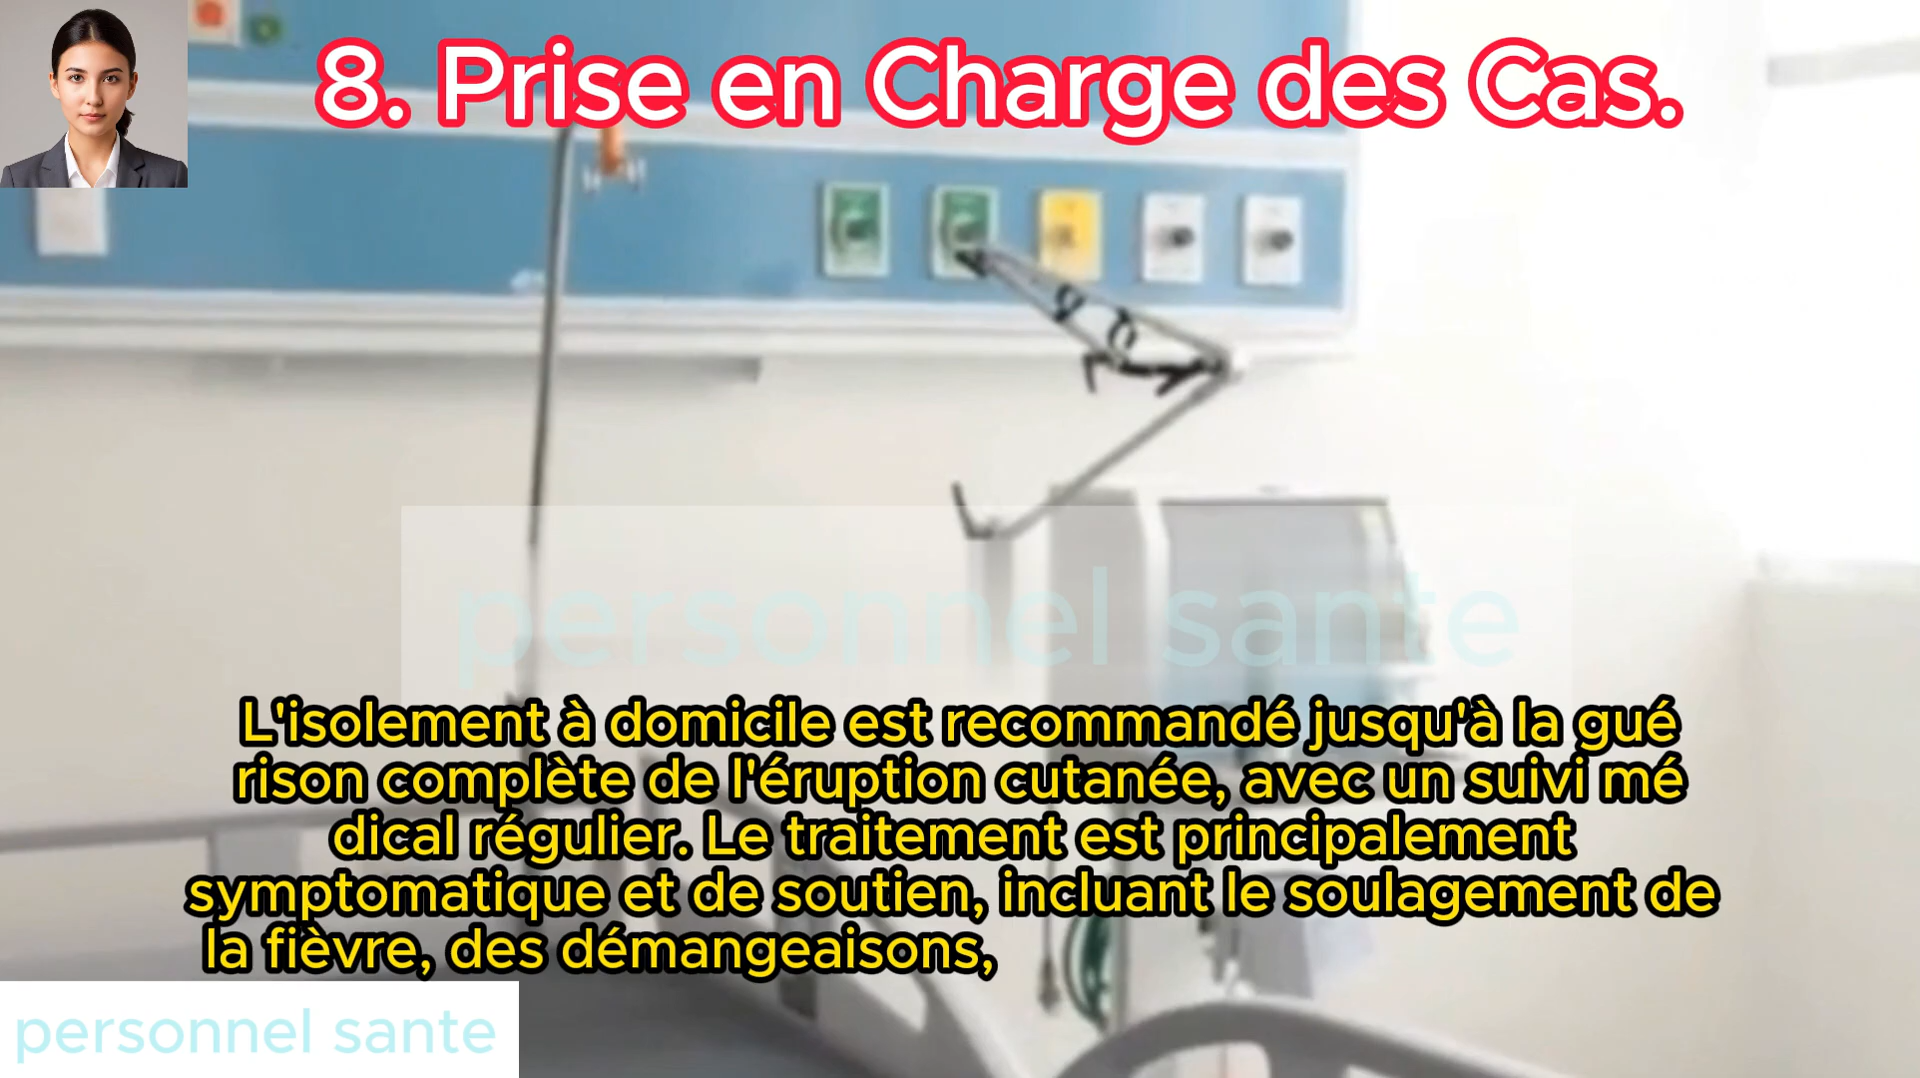 8. Prise en Charge des Cas.
personnel sante
L'isolement à domicile est recommandé jusqu'à la gué
rison complète de l'éruption cutanée, avec un suivi mé
dical régulier. Le traitement est principalement
symptomatique et de soutien, incluant le soulagement de
la fièvre, des démangeaisons,
personnel sante